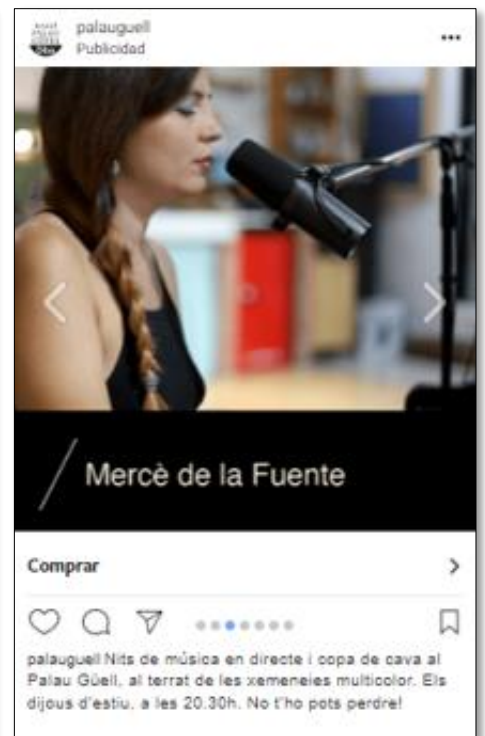 palauguell
Publicidad
Mercè de la Fuente
Comprar
palauguell Nits de música en directe i copa de cava al
Palau Güell, al terrat de les xemeneies multicolor. Els
dijous d'estiu, a les 20.30h. No t'ho pots perdre!